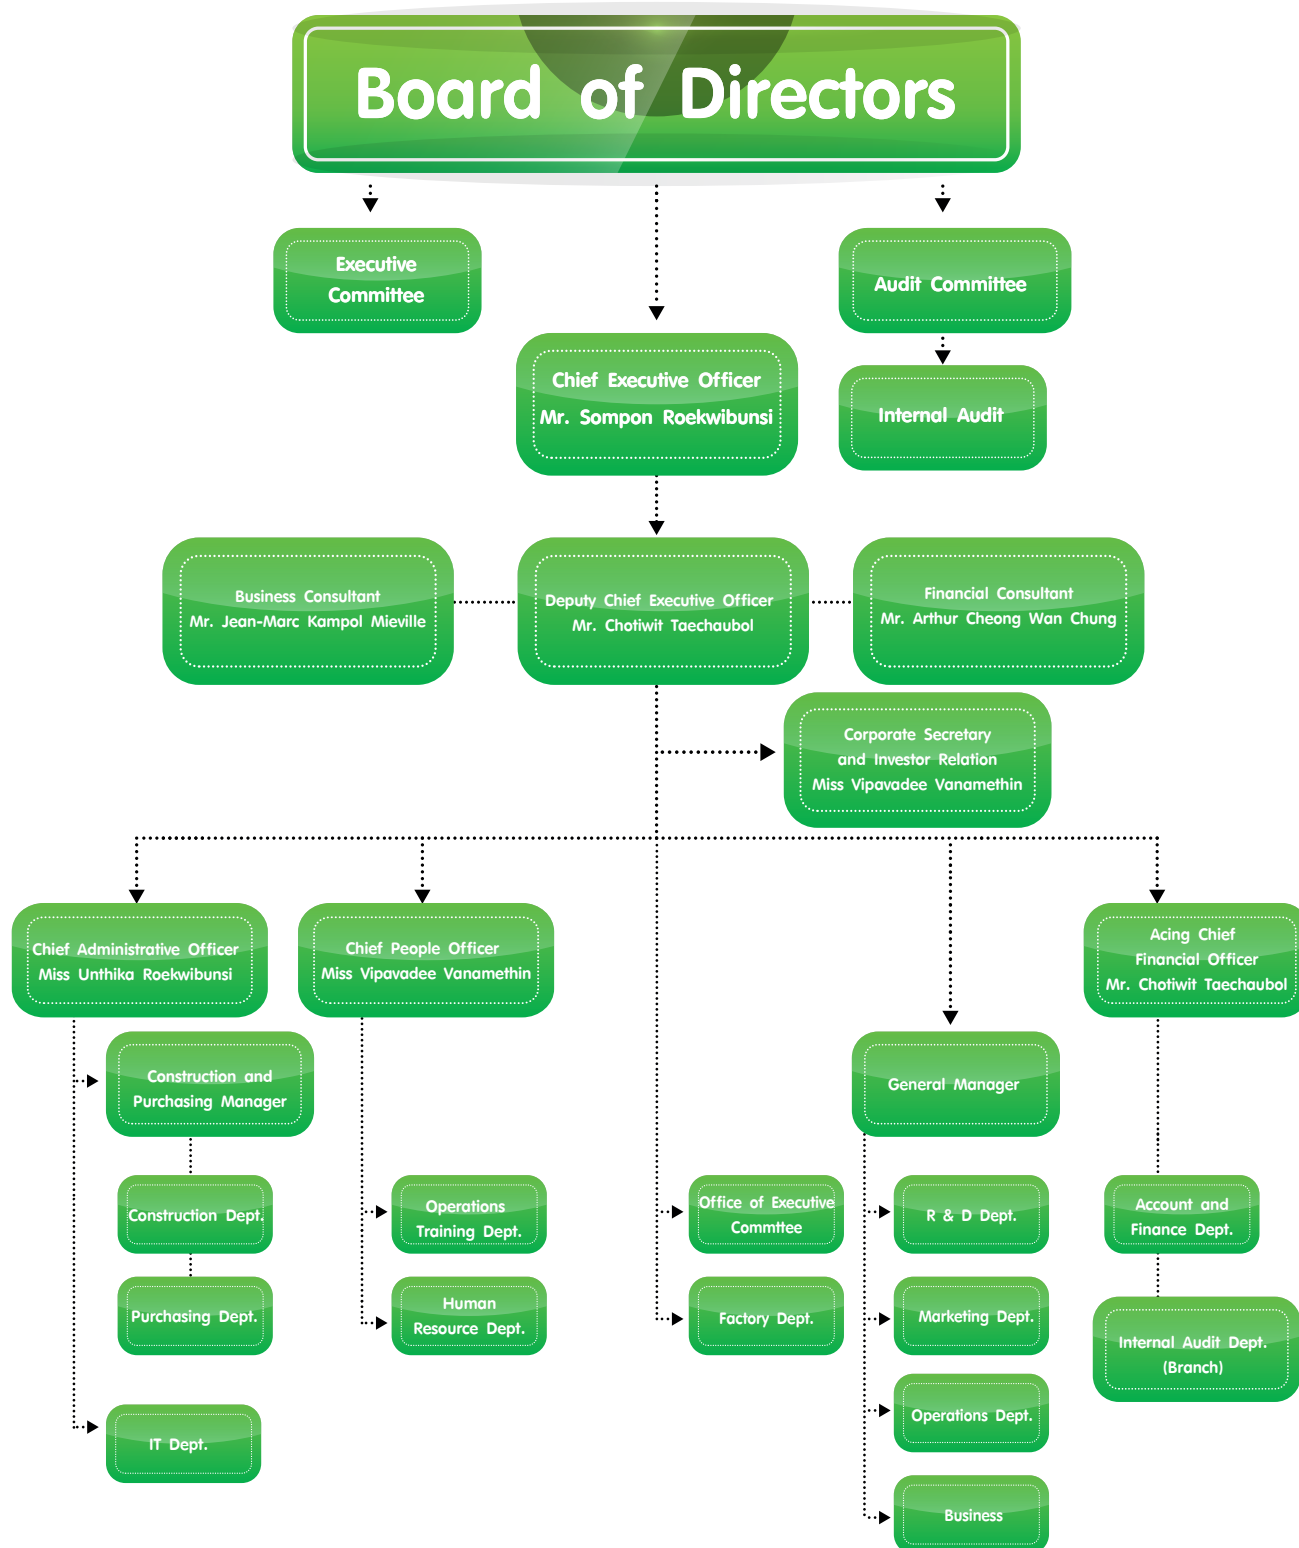 Board of Directors
Executive
Committee
Audit Committee
Chief Executive Officer
Mr. Sompon Roekwibunsi
Internal Audit
Business Consultant
Mr. Jean-Marc Kampol Mieville
Deputy Chief Executive Officer
Mr. Chotiwit Taechaubol
Financial Consultant
Mr. Arthur Cheong Wan Chung
Corporate Secretary
and Investor Relation
Miss Vipavadee Vanamethin
Chief Administrative Officer
Miss Unthika Roekwibunsi
Chief People Officer
Miss Vipavadee Vanamethin
Acing Chief
Financial Officer
Mr. Chotiwit Taechaubol
Construction and
Purchasing Manager
General Manager
Construction Dept.
Operations
Training Dept.
Office of Executive
Commttee
R & D Dept.
Account and
Finance Dept.
Purchasing Dept.
Human
Resource Dept.
Factory Dept.
Marketing Dept.
Internal Audit Dept.
(Branch)
Operations Dept.
IT Dept.
Business